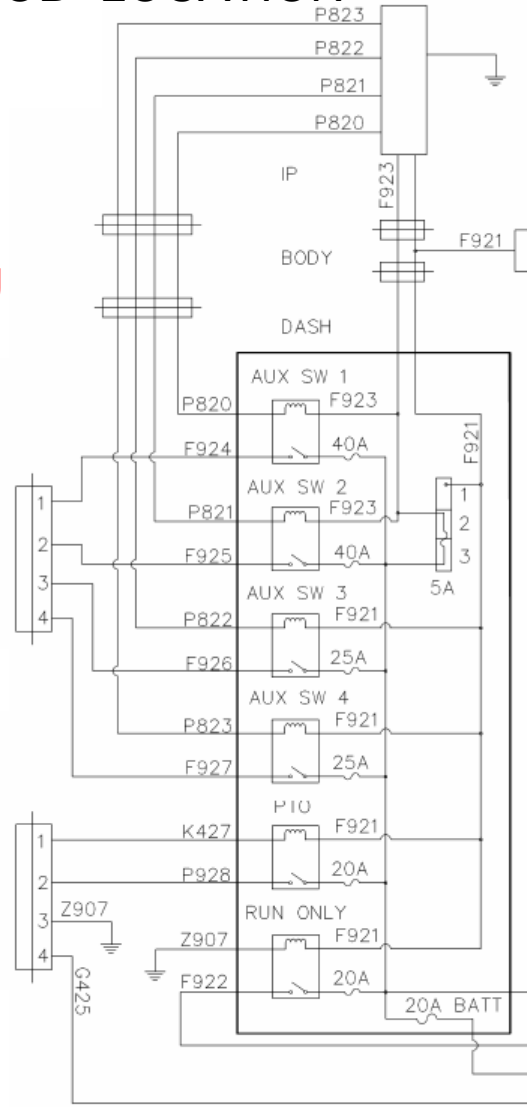 P823
P822
P821
P820
IP
F923
F921
BODY
DASH
AUX SW 1
P820 F923
F924 40A
F921
1
AUX SW 2
P821 F923
1
2
2
F925 40A
3
3
5A
AUX SW 3
P822 F921
4
F926 25A
AUX SW 4
P823 F921
F927 25A
PTO
1 K427 F921
2 P928 20A
3 Z907
RUN ONLY
Z907 F921
4
G425
F922 20A
20A BATT